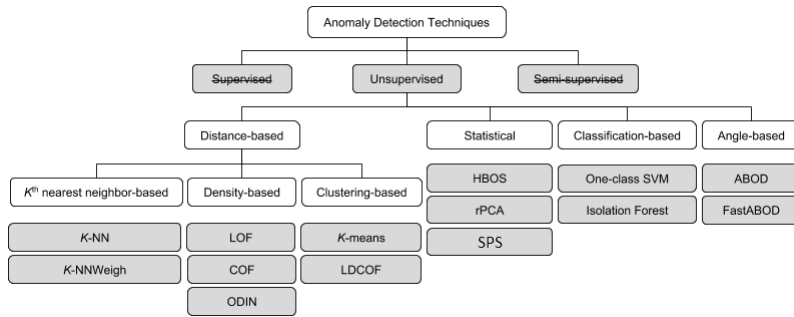 Anomaly Detection Techniques
Supervised
Unsupervised
Semi-supervised
Distance-based
Statistical
Classification-based
Angle-based
Kth nearest neighbor-based
Density-based
Clustering-based
HBOS
One-class SVM
ABOD
rPCA
Isolation Forest
FastABOD
K-NN
LOF
K-means
SPS
K-NNWeigh
COF
LDCOF
ODIN